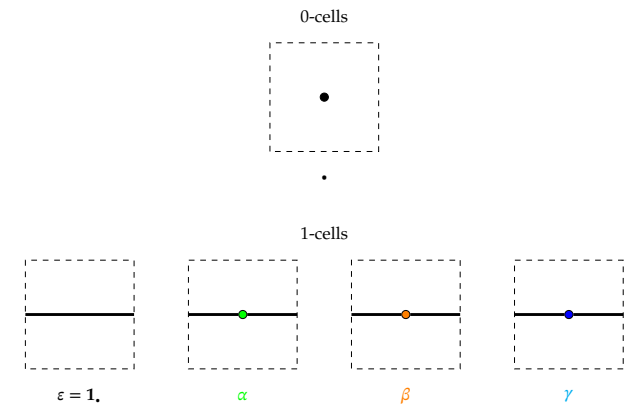 0-cells
•
1-cells
ε = 1•
α
β
γ